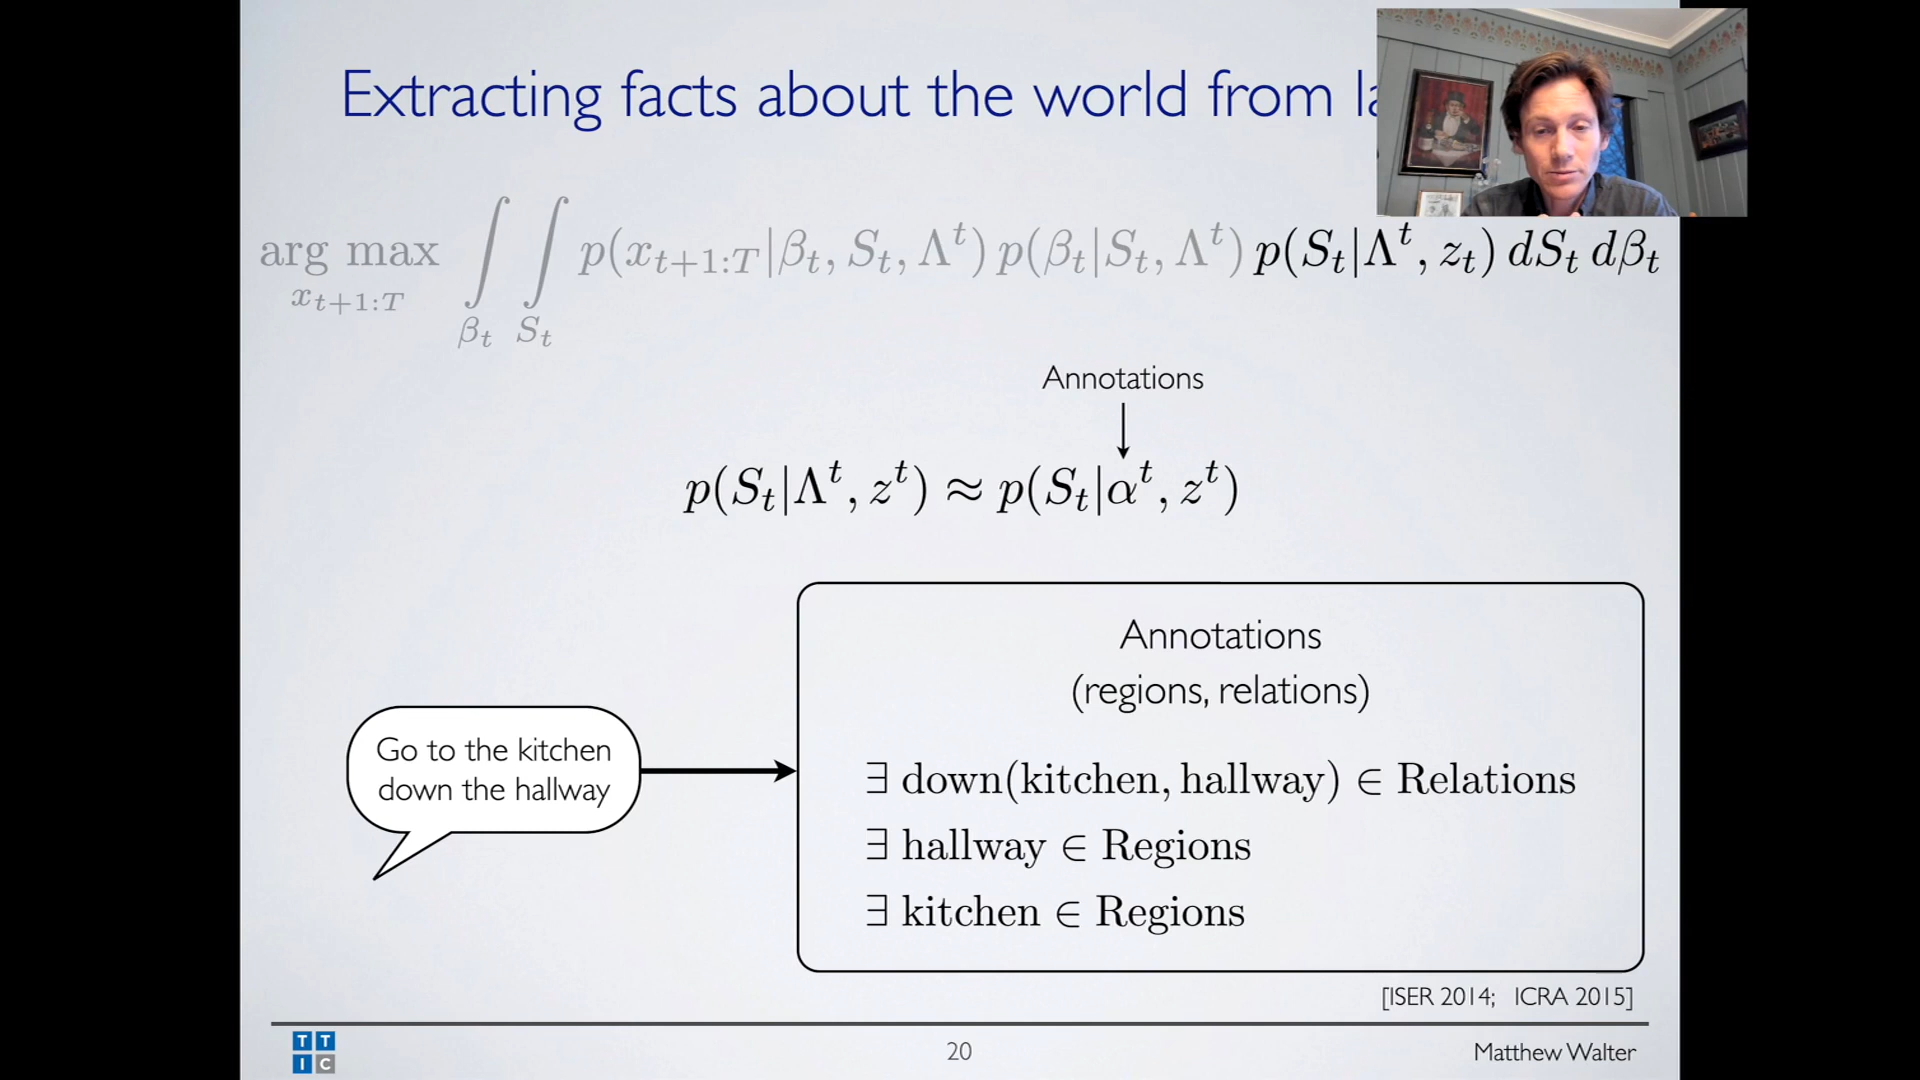 Extracting facts about the world from la
arg max ∫ ∫ p(x_{t+1:T}|β_t, S_t, Λ^t) p(β_t|S_t, Λ^t) p(S_t|Λ^t, z_t) dS_t dβ_t
x_{t+1:T} β_t S_t
Annotations
p(S_t|Λ^t, z^t) ≈ p(S_t|α^t, z^t)
Annotations
(regions, relations)
Go to the kitchen
down the hallway
∃ down(kitchen, hallway) ∈ Relations
∃ hallway ∈ Regions
∃ kitchen ∈ Regions
[ISER 2014; ICRA 2015]
T T
I C
20
Matthew Walter